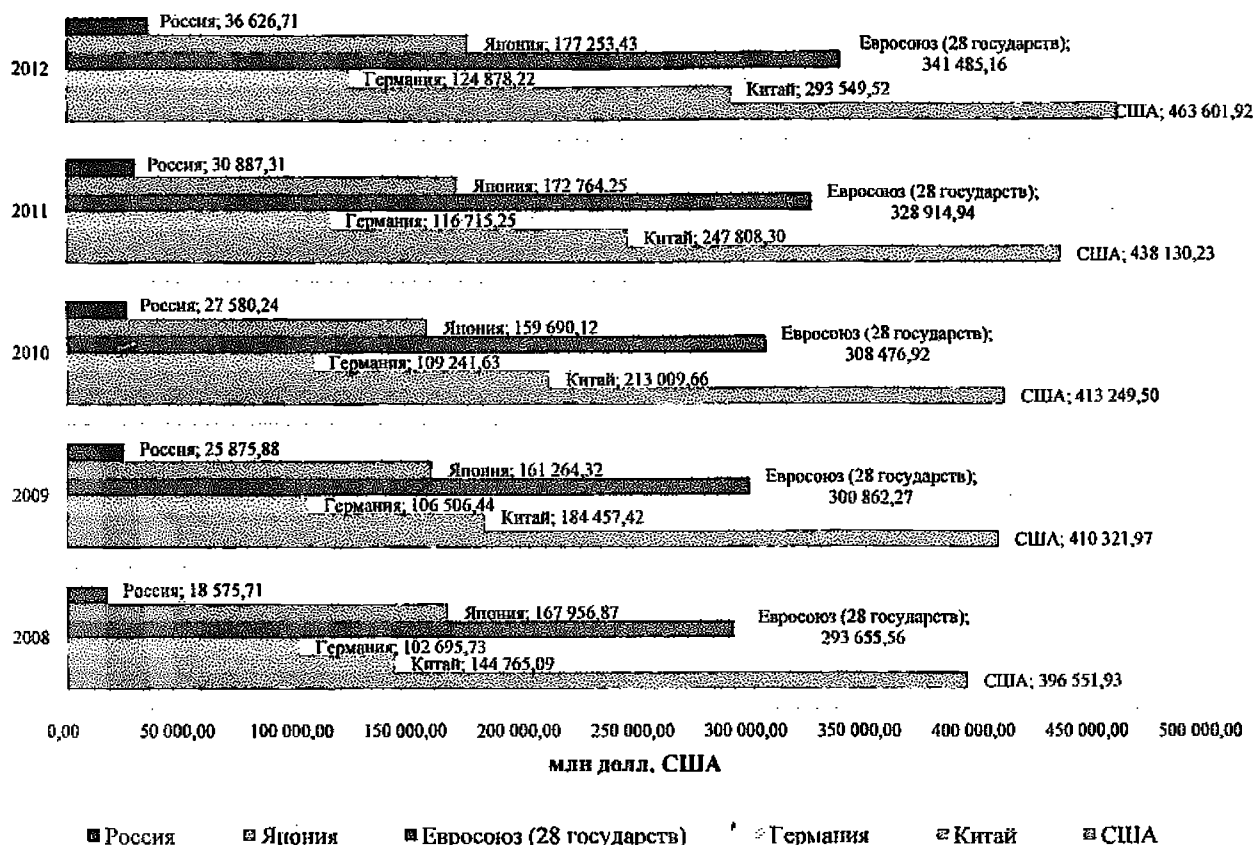 Россия; 36 626,71
Япония; 177 253,43
Евросоюз (28 государств);
341 485,16
2012
Германия; 124 878,22
Китай; 293 549,52
США; 463 601,92
Россия; 30 887,31
Япония; 172 764,25
Евросоюз (28 государств);
328 914,94
2011
Германия; 116 715,25
Китай; 247 808,30
США; 438 130,23
Россия; 27 580,24
Япония; 159 690,12
Евросоюз (28 государств);
308 476,92
2010
Германия; 109 241,63
Китай; 213 009,66
США; 413 249,50
Россия; 25 875,88
Япония; 161 264,32
Евросоюз (28 государств);
300 862,27
2009
Германия; 106 506,44
Китай; 184 457,42
США; 410 321,97
Россия; 18 575,71
Япония; 167 956,87
Евросоюз (28 государств);
293 655,56
2008
Германия; 102 695,73
Китай; 144 765,09
США; 396 551,93
0,00 50 000,00 100 000,00 150 000,00 200 000,00 250 000,00 300 000,00 350 000,00 400 000,00 450 000,00 500 000,00
млн долл. США
Россия Япония Евросоюз (28 государств) Германия Китай США